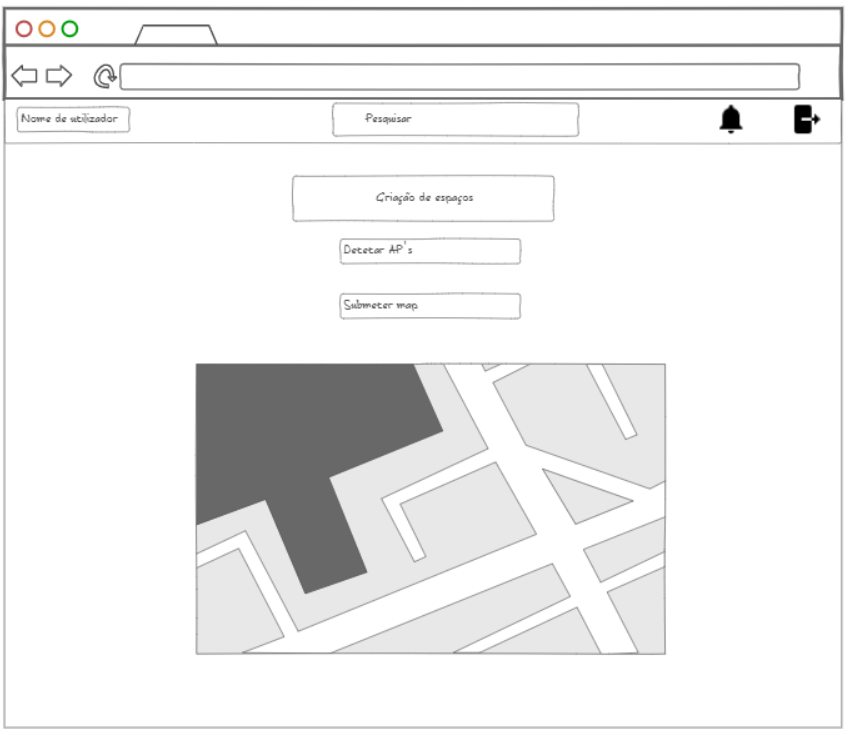 Nome de utilizador
Pesquisar
Criação de espaços
Detetar AP's
Submeter map